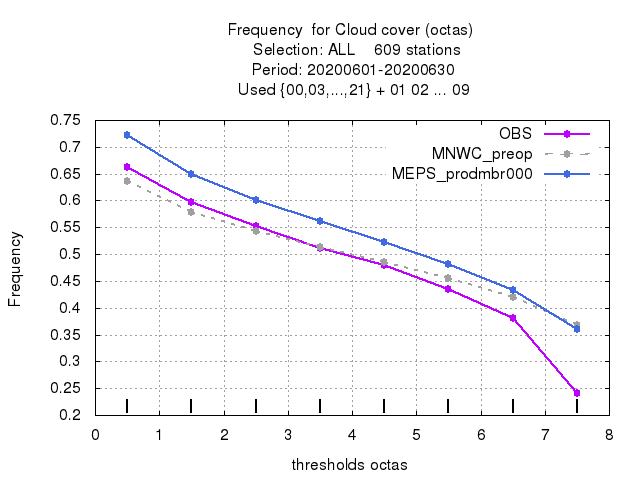 Frequency  for Cloud cover (octas)
Selection: ALL    609 stations
Period: 20200601-20200630
Used {00,03,...,21} + 01 02 ... 09
OBS
MNWC_preop
MEPS_prodmbr000
Frequency
0.75
0.7
0.65
0.6
0.55
0.5
0.45
0.4
0.35
0.3
0.25
0.2
0 1 2 3 4 5 6 7 8
thresholds octas